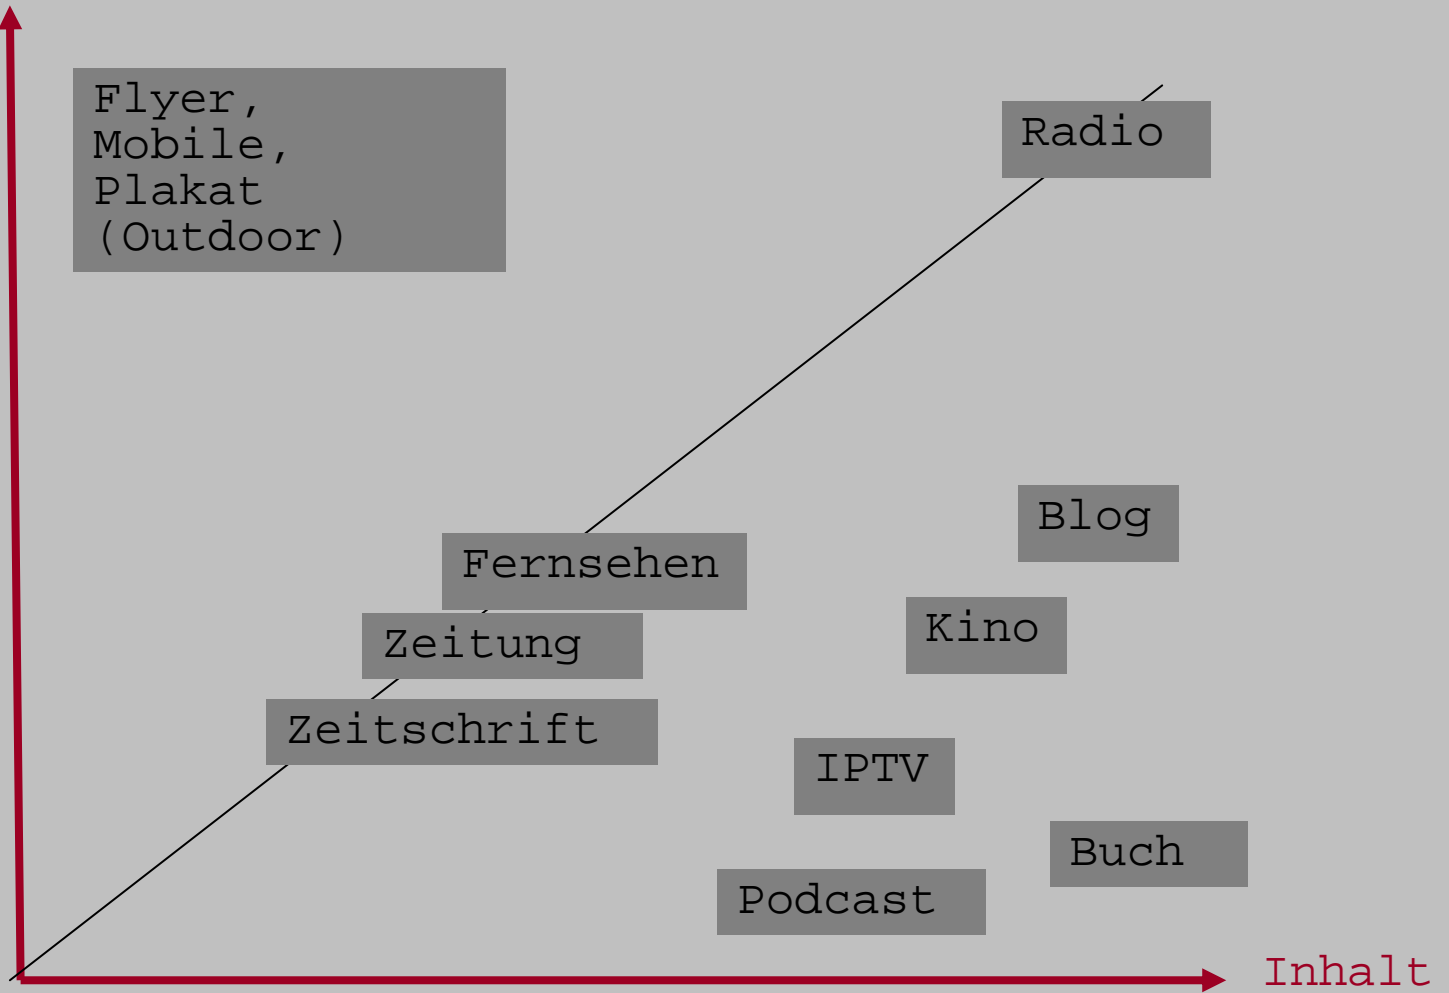 Flyer,
Mobile,
Plakat
(Outdoor)
Radio
Blog
Fernsehen
Kino
Zeitung
Zeitschrift
IPTV
Buch
Podcast
Inhalt